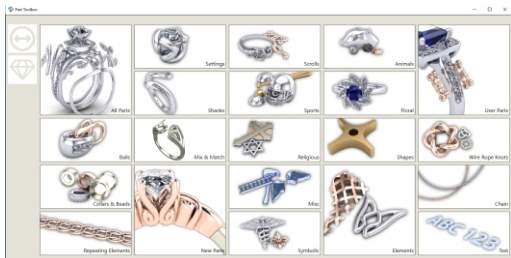 Part Toolbox
All Parts
Settings
Scrolls
Animals
User Parts
Shanks
Sports
Floral
Bails
Mix & Match
Religious
Shapes
Wire Rope Knots
Collars & Beads
New Parts
Misc
Elements
Chain
Repeating Elements
Symbols
ABC 123
Text